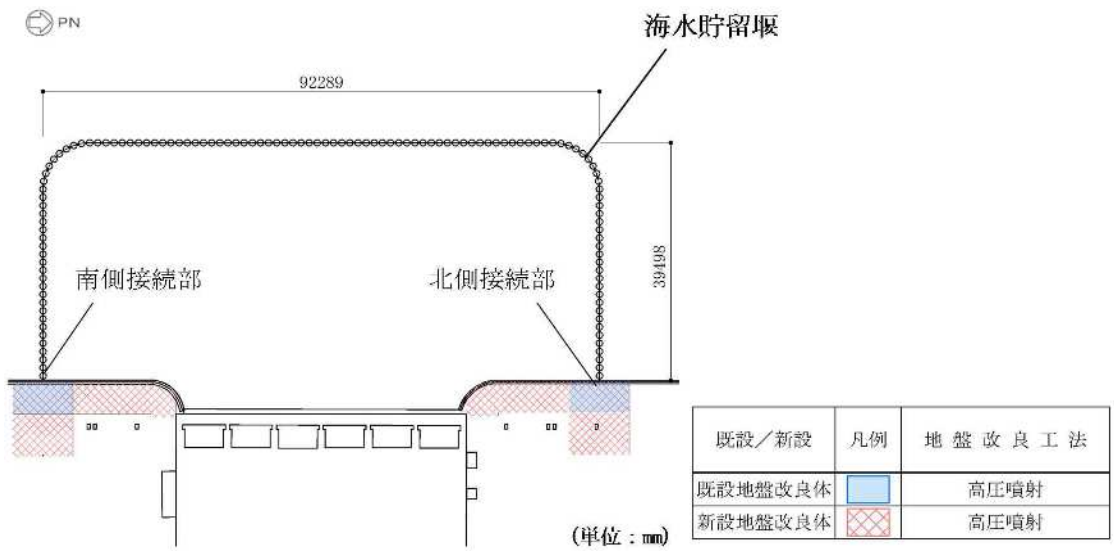 PN
海水貯留堰
92289
39498
南側接続部
北側接続部
既設／新設 凡例 地盤改良工法
既設地盤改良体 高圧噴射
新設地盤改良体 高圧噴射
(単位：mm)